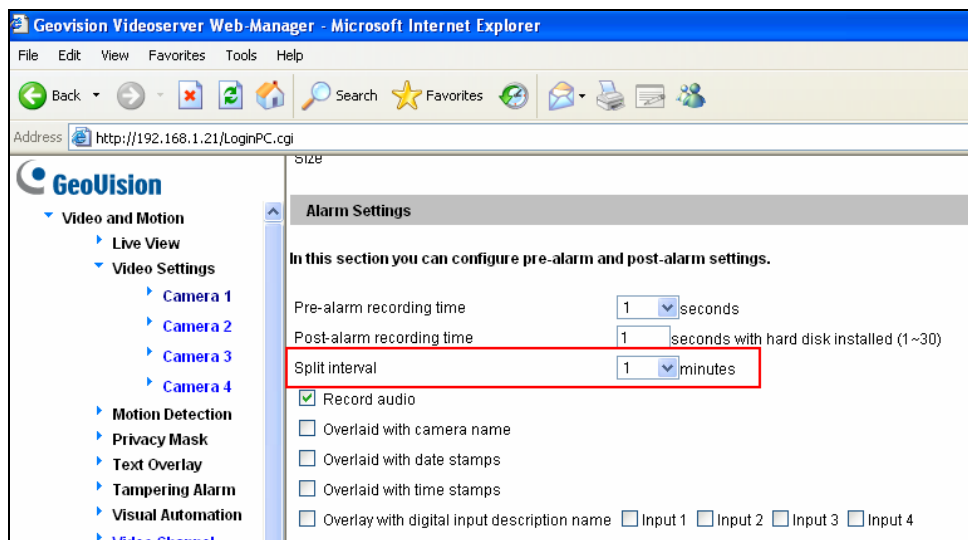 Geovision Videoserver Web-Manager - Microsoft Internet Explorer
File Edit View Favorites Tools Help
Back Search Favorites
Address http://192.168.1.21/LoginPC.cgi
GeoVision
Video and Motion
Live View
Video Settings
Camera 1
Camera 2
Camera 3
Camera 4
Motion Detection
Privacy Mask
Text Overlay
Tampering Alarm
Visual Automation
Video Channel
Size
Alarm Settings
In this section you can configure pre-alarm and post-alarm settings.
Pre-alarm recording time 1 seconds
Post-alarm recording time 1 seconds with hard disk installed (1~30)
Split interval 1 minutes
Record audio
Overlaid with camera name
Overlaid with date stamps
Overlaid with time stamps
Overlay with digital input description name Input 1 Input 2 Input 3 Input 4